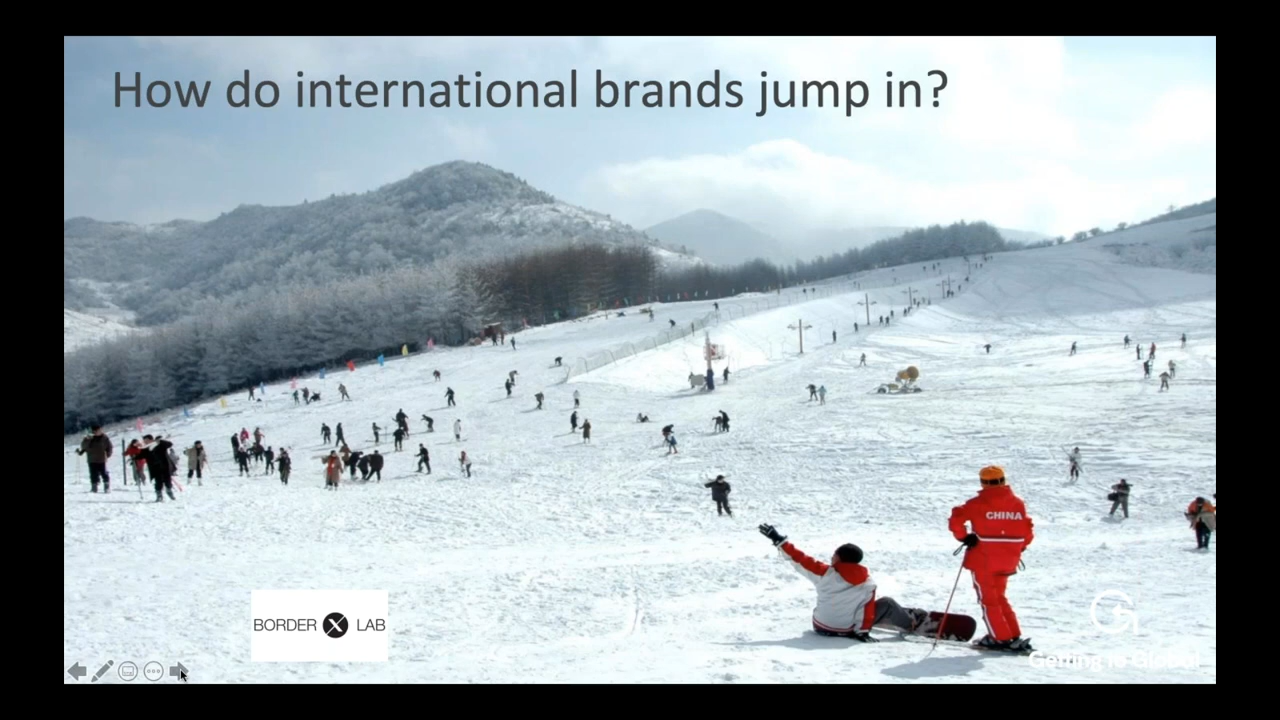 How do international brands jump in?
CHINA
BORDER X LAB
Getting to Global